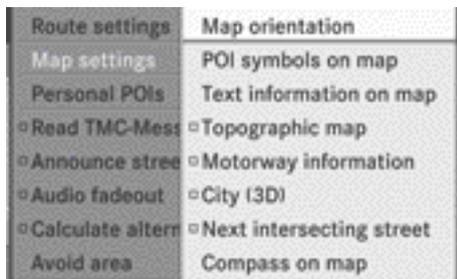 Route settings
Map settings
Personal POIs
Read TMC-Mess
Announce stree
Audio fadeout
Calculate altern
Avoid area
Map orientation
POI symbols on map
Text information on map
Topographic map
Motorway information
City (3D)
Next intersecting street
Compass on map